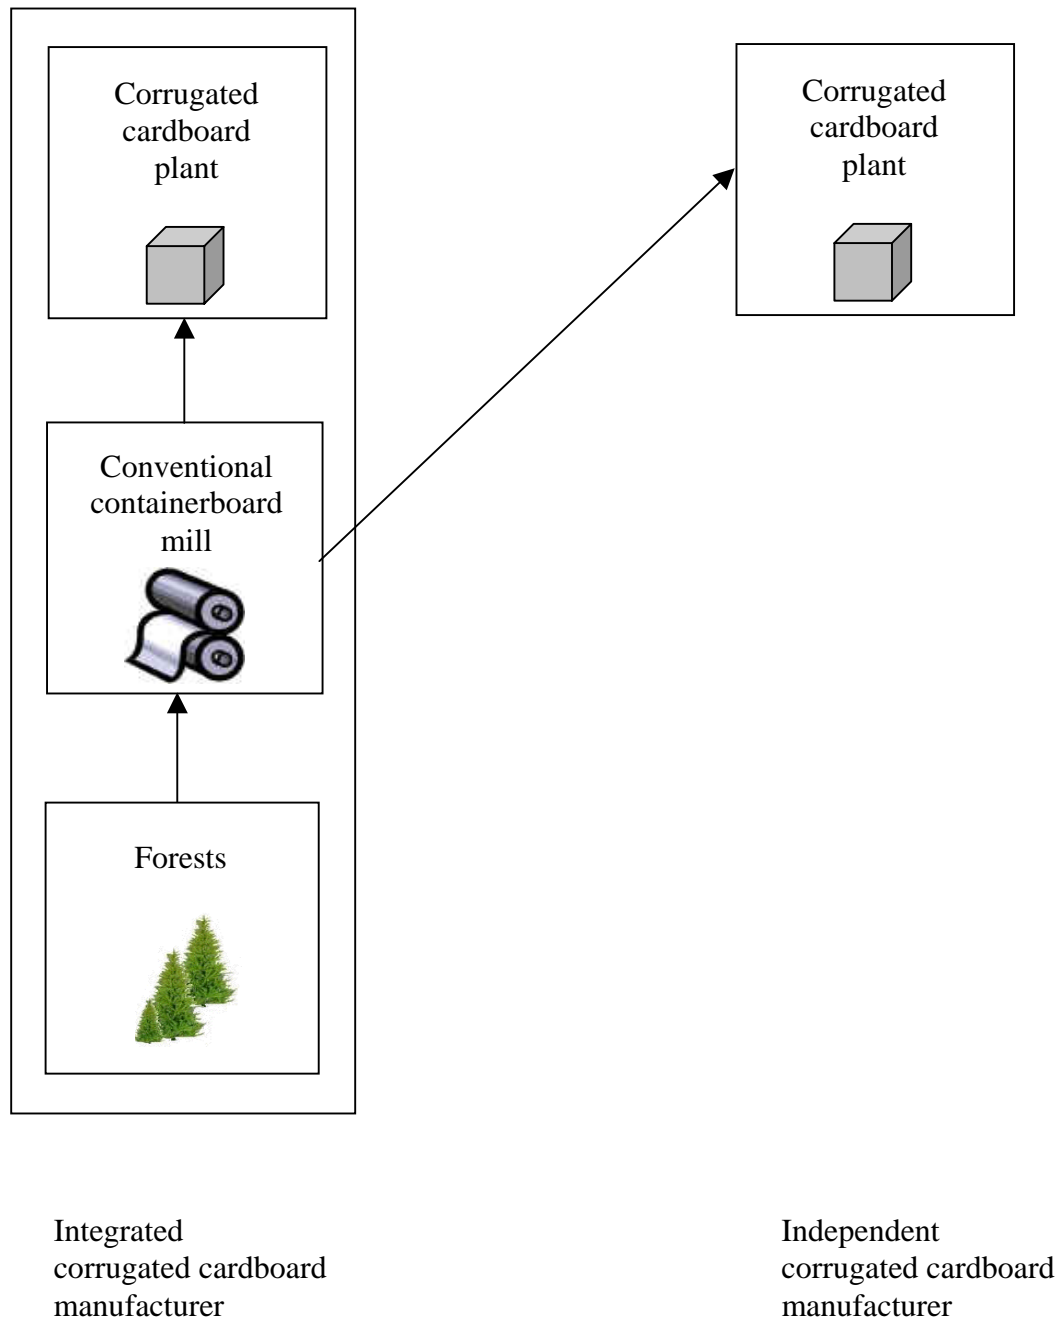 Corrugated
cardboard
plant
Corrugated
cardboard
plant
Conventional
containerboard
mill
Forests
Integrated
corrugated cardboard
manufacturer
Independent
corrugated cardboard
manufacturer